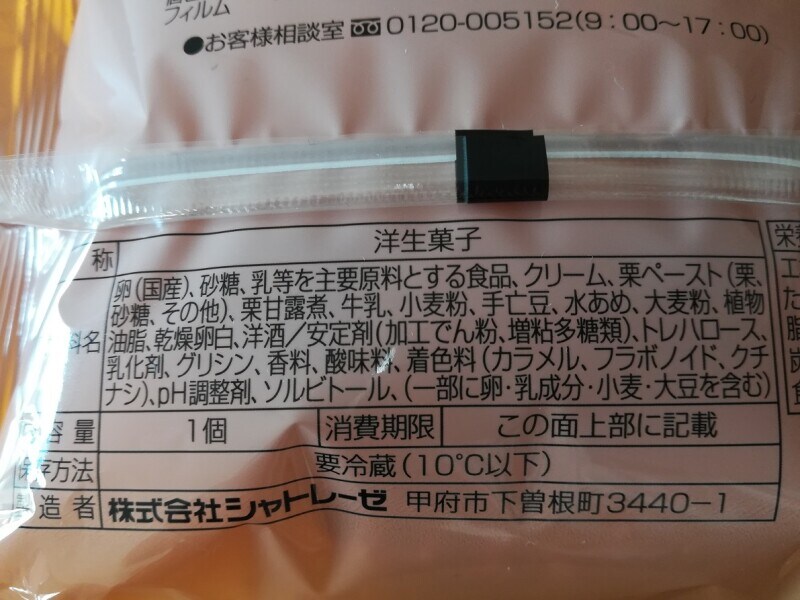 フィルム
●お客様相談室 0120-005152(9:00〜17:00)
称 洋生菓子
料名 卵(国産)、砂糖、乳等を主要原料とする食品、クリーム、栗ペースト(栗、
砂糖、その他)、栗甘露煮、牛乳、小麦粉、手亡豆、水あめ、大麦粉、植物
油脂、乾燥卵白、洋酒/安定剤(加工でん粉、増粘多糖類)、トレハロース、
乳化剤、グリシン、香料、酸味料、着色料(カラメル、フラボノイド、クチ
ナシ)、pH調整剤、ソルビトール、(一部に卵・乳成分・小麦・大豆を含む)
内容量 1個 消費期限 この面上部に記載
保存方法 要冷蔵(10℃以下)
製造者 株式会社シャトレーゼ 甲府市下曽根町3440-1